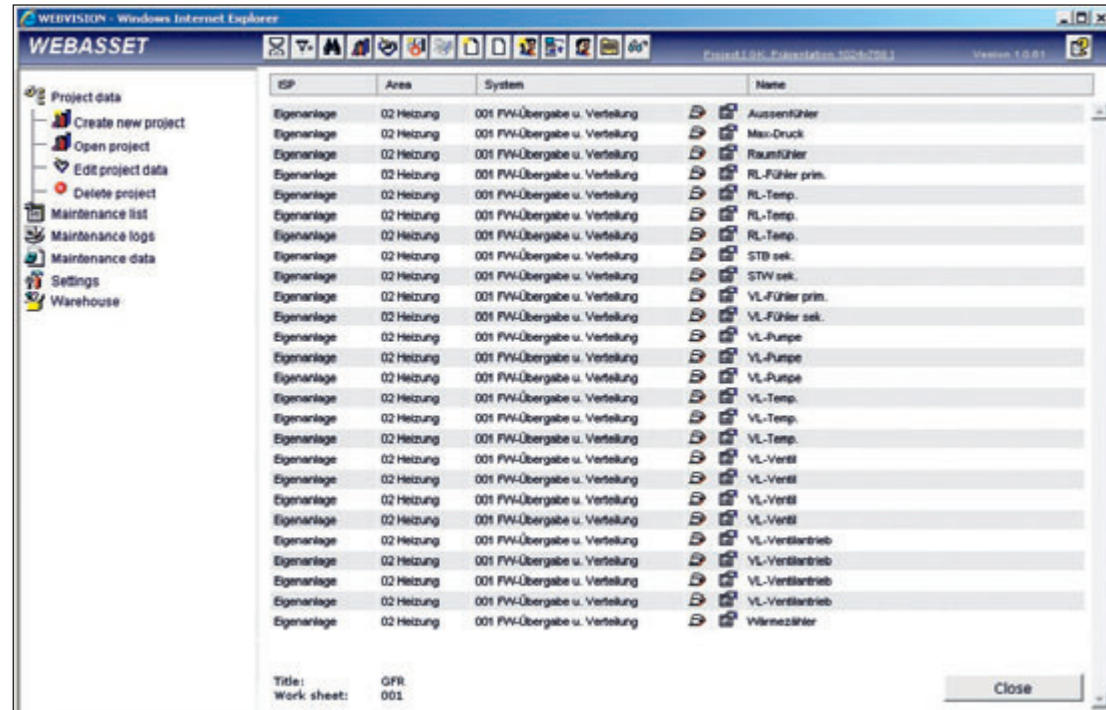 WEBVISION - Windows Internet Explorer
WEBASSET
Project [ GK, Präsentation 1024x768 ]
Version 1.0.61
Project data
Create new project
Open project
Edit project data
Delete project
Maintenance list
Maintenance logs
Maintenance data
Settings
Warehouse
ISP Area System Name
Eigenanlage 02 Heizung 001 FW-Übergabe u. Verteilung Aussenfühler
Eigenanlage 02 Heizung 001 FW-Übergabe u. Verteilung Max-Druck
Eigenanlage 02 Heizung 001 FW-Übergabe u. Verteilung Raumfühler
Eigenanlage 02 Heizung 001 FW-Übergabe u. Verteilung RL-Fühler prim.
Eigenanlage 02 Heizung 001 FW-Übergabe u. Verteilung RL-Temp.
Eigenanlage 02 Heizung 001 FW-Übergabe u. Verteilung RL-Temp.
Eigenanlage 02 Heizung 001 FW-Übergabe u. Verteilung RL-Temp.
Eigenanlage 02 Heizung 001 FW-Übergabe u. Verteilung STB sek.
Eigenanlage 02 Heizung 001 FW-Übergabe u. Verteilung STW sek.
Eigenanlage 02 Heizung 001 FW-Übergabe u. Verteilung VL-Fühler prim.
Eigenanlage 02 Heizung 001 FW-Übergabe u. Verteilung VL-Fühler sek.
Eigenanlage 02 Heizung 001 FW-Übergabe u. Verteilung VL-Pumpe
Eigenanlage 02 Heizung 001 FW-Übergabe u. Verteilung VL-Pumpe
Eigenanlage 02 Heizung 001 FW-Übergabe u. Verteilung VL-Pumpe
Eigenanlage 02 Heizung 001 FW-Übergabe u. Verteilung VL-Temp.
Eigenanlage 02 Heizung 001 FW-Übergabe u. Verteilung VL-Temp.
Eigenanlage 02 Heizung 001 FW-Übergabe u. Verteilung VL-Temp.
Eigenanlage 02 Heizung 001 FW-Übergabe u. Verteilung VL-Ventil
Eigenanlage 02 Heizung 001 FW-Übergabe u. Verteilung VL-Ventil
Eigenanlage 02 Heizung 001 FW-Übergabe u. Verteilung VL-Ventil
Eigenanlage 02 Heizung 001 FW-Übergabe u. Verteilung VL-Ventil
Eigenanlage 02 Heizung 001 FW-Übergabe u. Verteilung VL-Ventilantrieb
Eigenanlage 02 Heizung 001 FW-Übergabe u. Verteilung VL-Ventilantrieb
Eigenanlage 02 Heizung 001 FW-Übergabe u. Verteilung VL-Ventilantrieb
Eigenanlage 02 Heizung 001 FW-Übergabe u. Verteilung VL-Ventilantrieb
Eigenanlage 02 Heizung 001 FW-Übergabe u. Verteilung Wärmezähler
Title: GFR
Work sheet: 001
Close